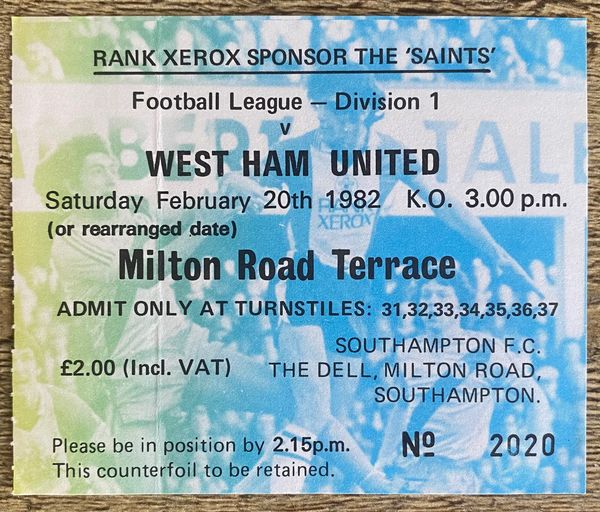 RANK XEROX SPONSOR THE 'SAINTS'
Football League — Division 1
v
WEST HAM UNITED
Saturday February 20th 1982 K.O. 3.00 p.m.
(or rearranged date)
Milton Road Terrace
ADMIT ONLY AT TURNSTILES: 31,32,33,34,35,36,37
£2.00 (Incl. VAT)
SOUTHAMPTON F.C.
THE DELL, MILTON ROAD,
SOUTHAMPTON.
Please be in position by 2.15p.m.
This counterfoil to be retained.
Nº 2020
RANK
XEROX